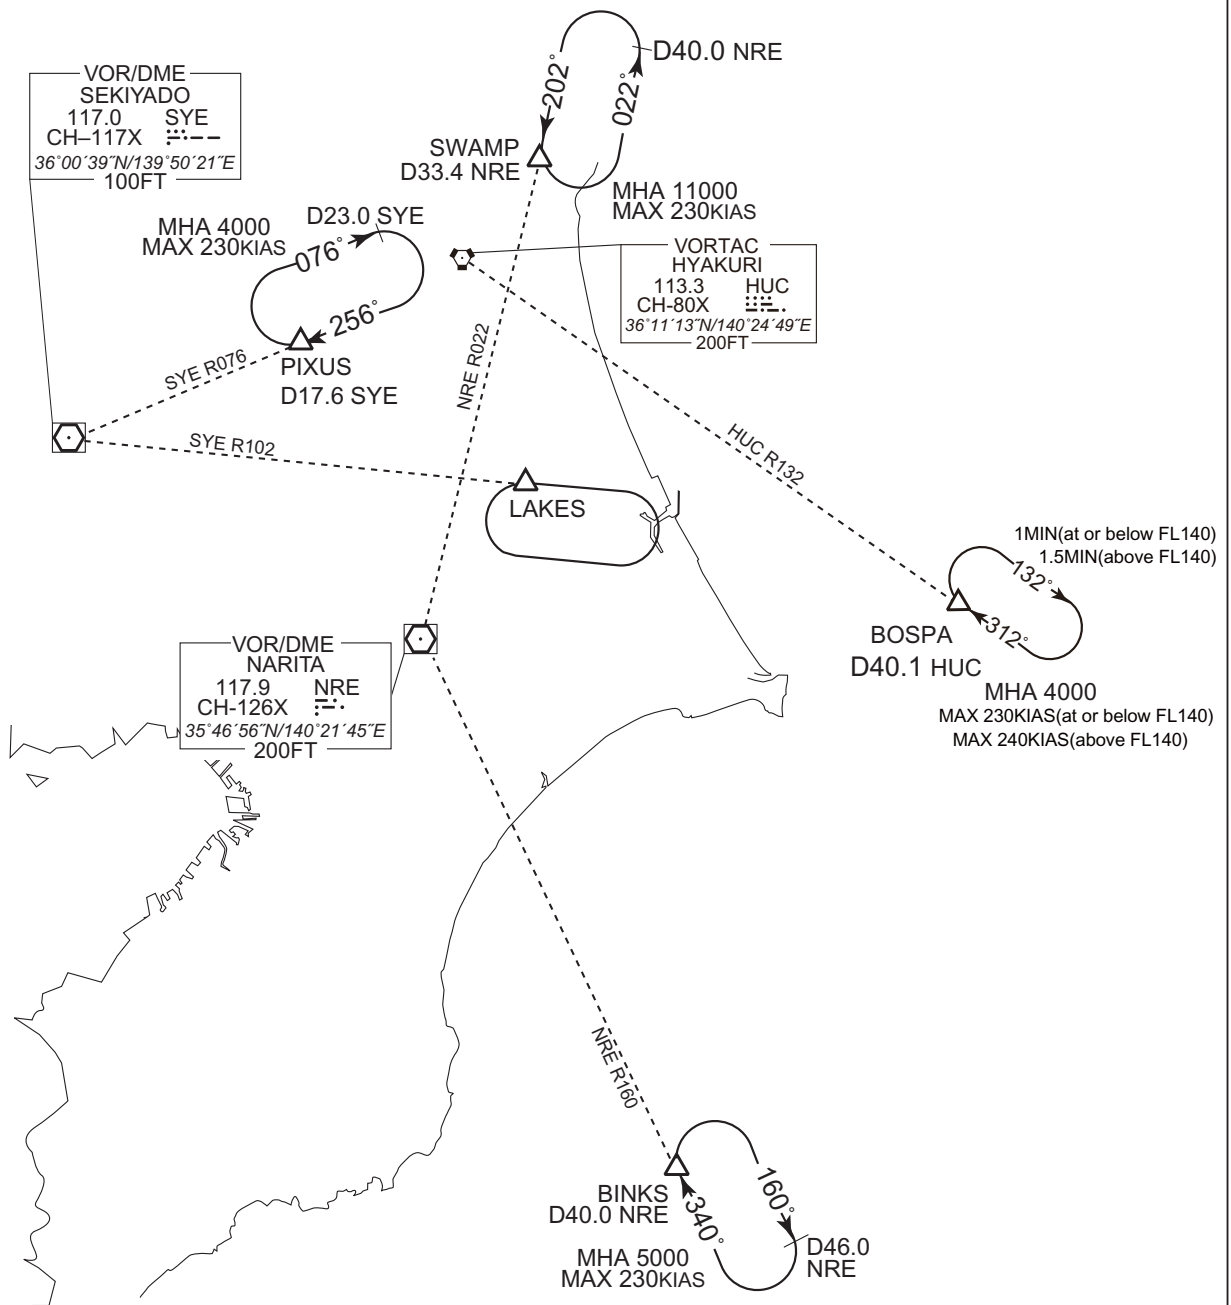 202°
D40.0 NRE
022°
SWAMP
D33.4 NRE
MHA 11000
MAX 230KIAS
VOR/DME
SEKIYADO
117.0 SYE
CH–117X
36°00´39˝N/139°50´21˝E
100FT
MHA 4000
MAX 230KIAS
D23.0 SYE
076°
256°
PIXUS
D17.6 SYE
VORTAC
HYAKURI
113.3 HUC
CH-80X
36°11´13˝N/140°24´49˝E
200FT
SYE R076
NRE R022
SYE R102
HUC R132
LAKES
1MIN(at or below FL140)
1.5MIN(above FL140)
132°
312°
BOSPA
D40.1 HUC
MHA 4000
MAX 230KIAS(at or below FL140)
MAX 240KIAS(above FL140)
VOR/DME
NARITA
117.9 NRE
CH-126X
35°46´56˝N/140°21´45˝E
200FT
NRE R160
160°
340°
BINKS
D40.0 NRE
D46.0
NRE
MHA 5000
MAX 230KIAS